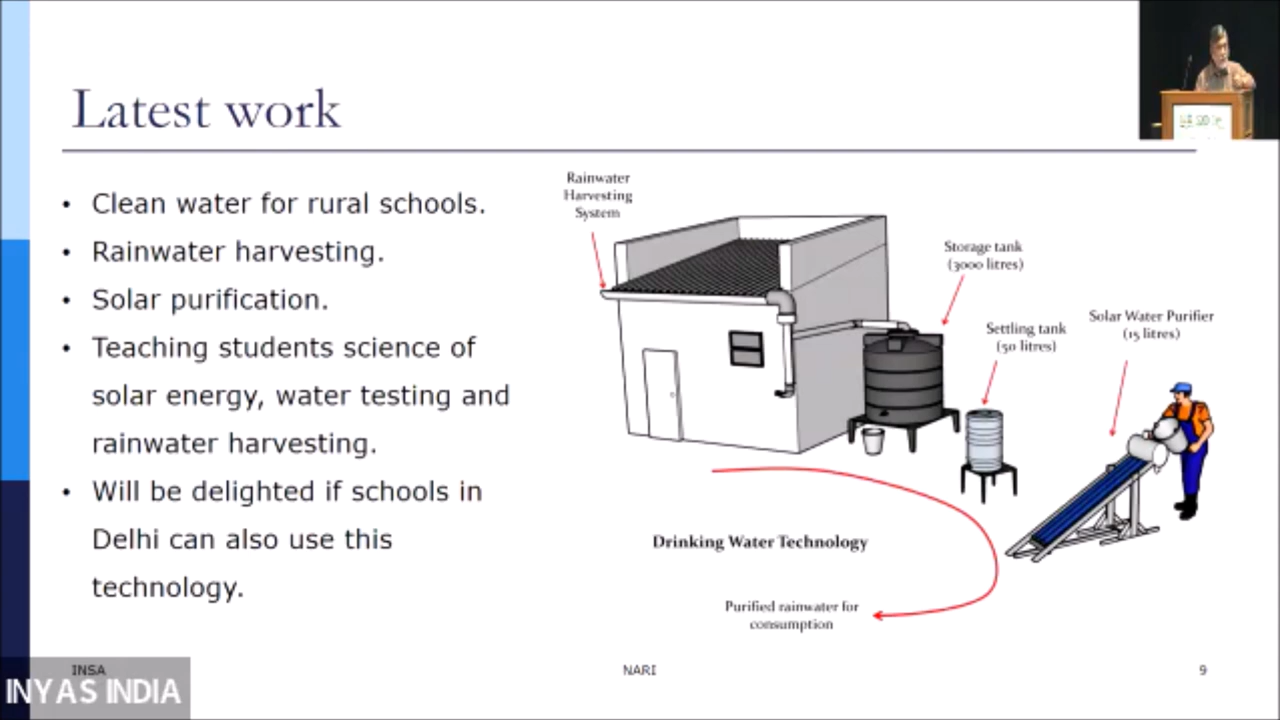 Latest work
• Clean water for rural schools.
• Rainwater harvesting.
• Solar purification.
• Teaching students science of
solar energy, water testing and
rainwater harvesting.
• Will be delighted if schools in
Delhi can also use this
technology.
Rainwater
Harvesting
System
Storage tank
(3000 litres)
Settling tank
(50 litres)
Solar Water Purifier
(15 litres)
Drinking Water Technology
Purified rainwater for
consumption
INSA
NARI
9
INYAS INDIA